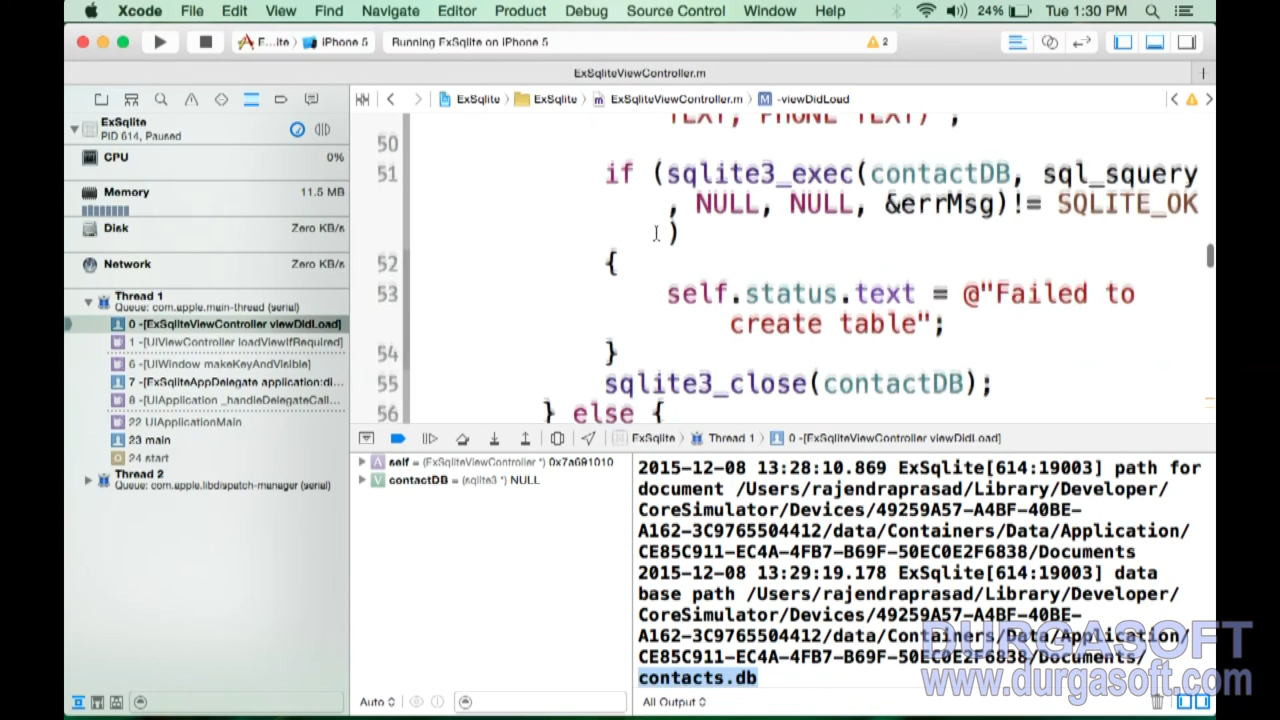 Xcode File Edit View Find Navigate Editor Product Debug Source Control Window Help 24% Tue 1:30 PM
E...ite iPhone 5 Running ExSqlite on iPhone 5 2
ExSqliteViewController.m
ExSqlite ExSqlite ExSqliteViewController.m M -viewDidLoad
ExSqlite
PID 614, Paused
CPU 0%
Memory 11.5 MB
Disk Zero KB/s
Network Zero KB/s
Thread 1
Queue: com.apple.main-thread (serial)
0 -[ExSqliteViewController viewDidLoad]
1 -[UIViewController loadViewIfRequired]
6 -[UIWindow makeKeyAndVisible]
7 -[ExSqliteAppDelegate application:di...
8 -[UIApplication _handleDelegateCall...
22 UIApplicationMain
23 main
24 start
Thread 2
Queue: com.apple.libdispatch-manager (serial)
TEXT, PHONE TEXT)",
50
51 if (sqlite3_exec(contactDB, sql_squery
, NULL, NULL, &errMsg)!= SQLITE_OK
)
52 {
53 self.status.text = @"Failed to
create table";
54 }
55 sqlite3_close(contactDB);
56 } else {
ExSqlite Thread 1 0 -[ExSqliteViewController viewDidLoad]
A self = (ExSqliteViewController *) 0x7a691010
V contactDB = (sqlite3 *) NULL
2015-12-08 13:28:10.869 ExSqlite[614:19003] path for
document /Users/rajendraprasad/Library/Developer/
CoreSimulator/Devices/49259A57-A4BF-40BE-
A162-3C9765504412/data/Containers/Data/Application/
CE85C911-EC4A-4FB7-B69F-50EC0E2F6838/Documents
2015-12-08 13:29:19.178 ExSqlite[614:19003] data
base path /Users/rajendraprasad/Library/Developer/
CoreSimulator/Devices/49259A57-A4BF-40BE-
A162-3C9765504412/data/Containers/Data/Application/
CE85C911-EC4A-4FB7-B69F-50EC0E2F6838/Documents/
contacts.db
Auto All Output
DURGASOFT
www.durgasoft.com